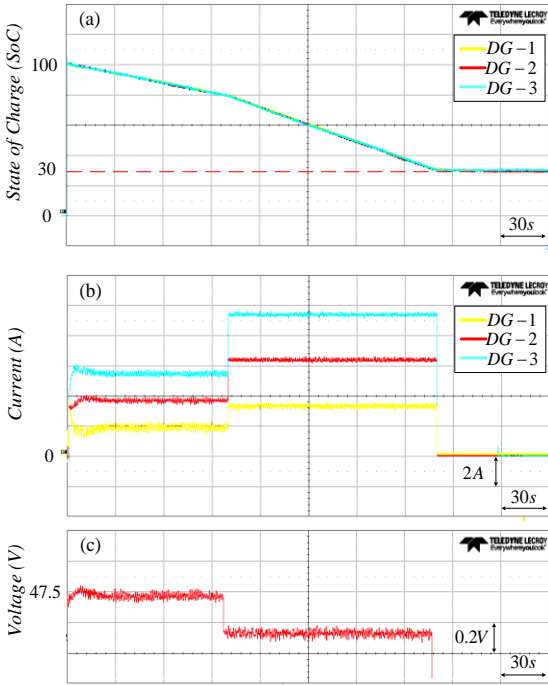 (a)
TELEDYNE LECROY
Everywhereyoulook
DG-1
DG-2
DG-3
State of Charge (SoC)
100
30
0
30s
(b)
TELEDYNE LECROY
Everywhereyoulook
DG-1
DG-2
DG-3
Current (A)
0
2A
30s
(c)
TELEDYNE LECROY
Everywhereyoulook
Voltage (V)
47.5
0.2V
30s